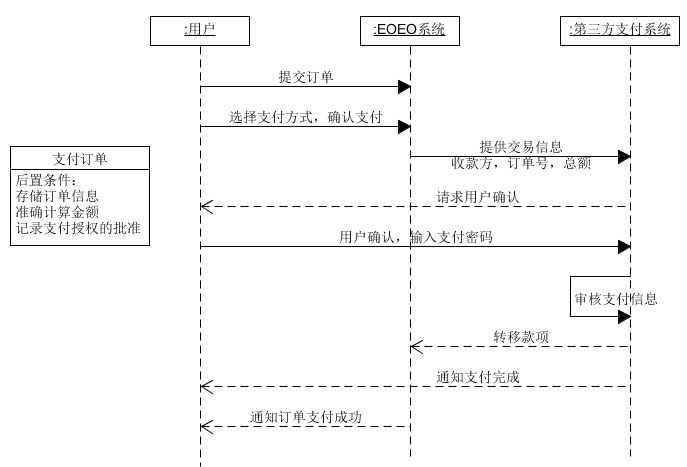 :用户
:EOEO系统
:第三方支付系统
提交订单
选择支付方式，确认支付
提供交易信息
收款方，订单号，总额
支付订单
后置条件：
存储订单信息
准确计算金额
记录支付授权的批准
请求用户确认
用户确认，输入支付密码
审核支付信息
转移款项
通知支付完成
通知订单支付成功